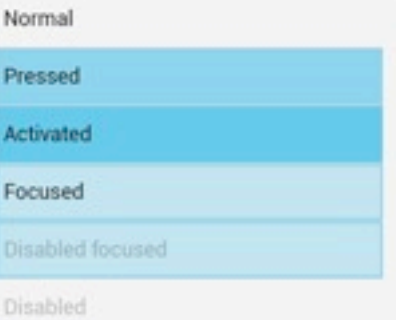 Normal
Pressed
Activated
Focused
Disabled focused
Disabled